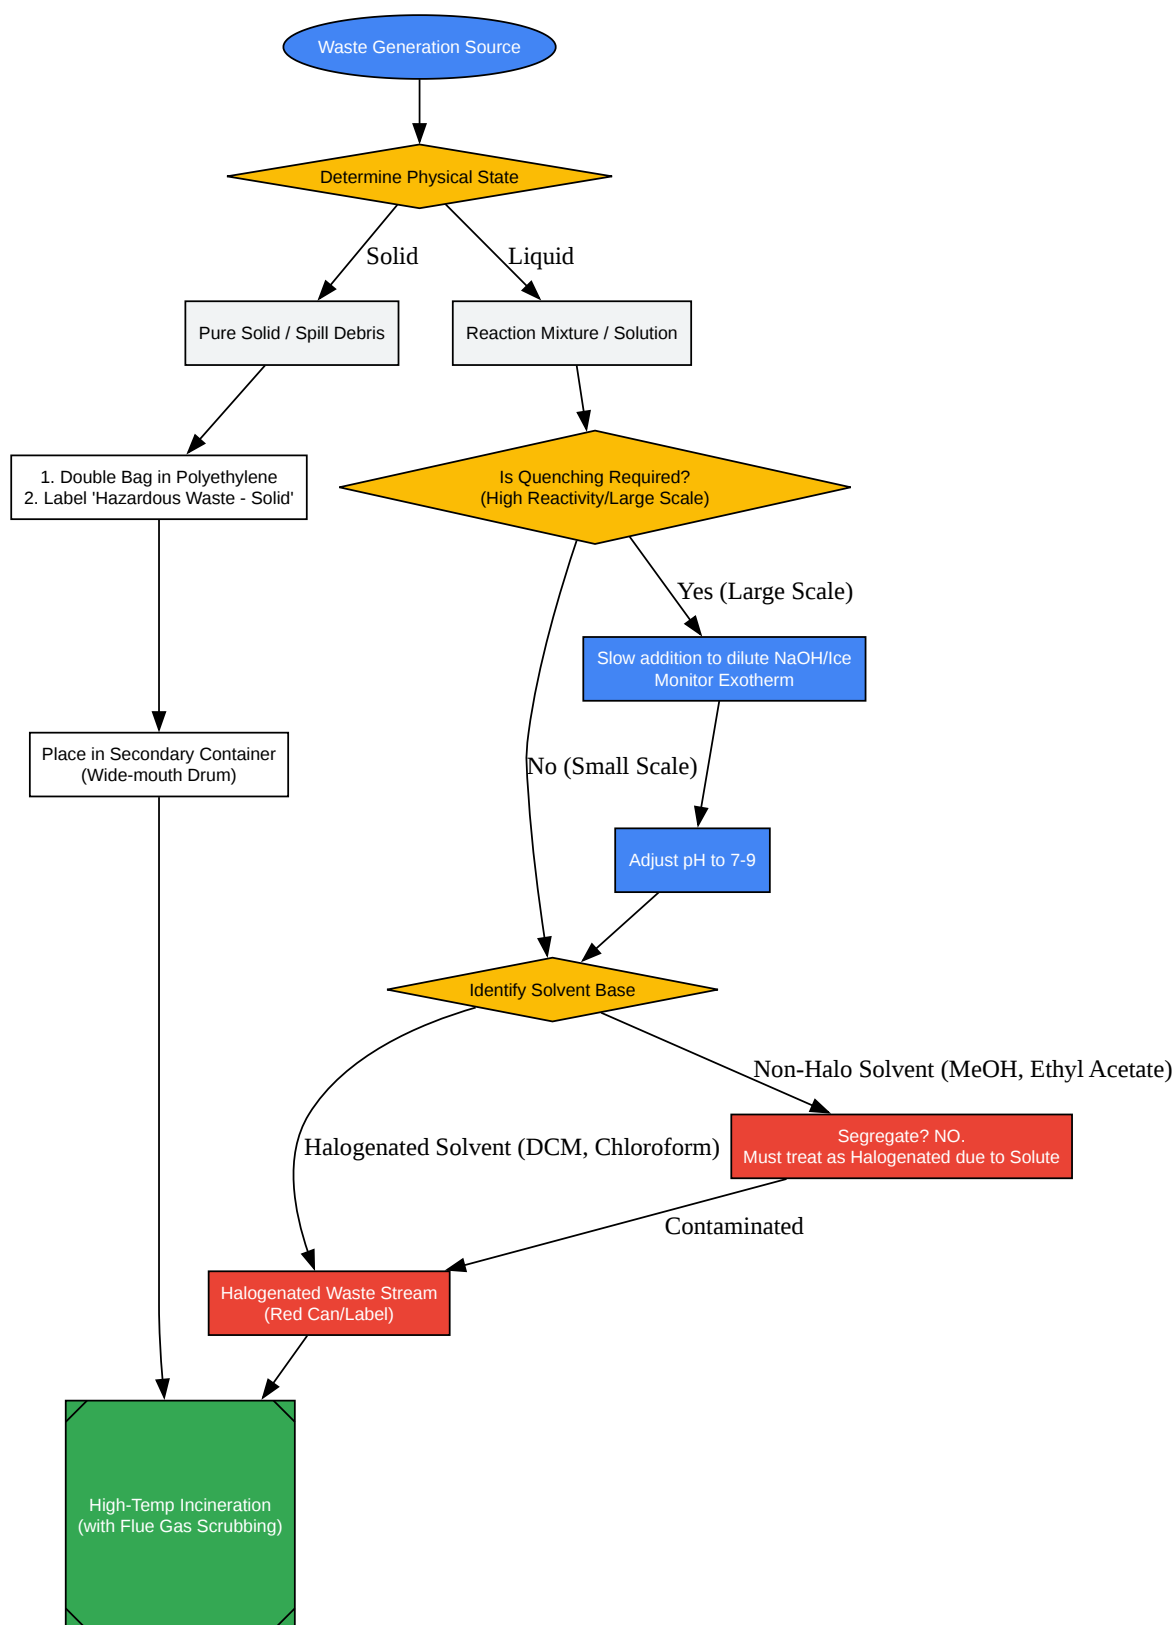 Waste Generation Source
Determine Physical State
Solid
Liquid
Pure Solid / Spill Debris
Reaction Mixture / Solution
1. Double Bag in Polyethylene
2. Label 'Hazardous Waste - Solid'
Is Quenching Required?
(High Reactivity/Large Scale)
Yes (Large Scale)
Slow addition to dilute NaOH/Ice
Monitor Exotherm
Place in Secondary Container
(Wide-mouth Drum)
No (Small Scale)
Adjust pH to 7-9
Identify Solvent Base
Non-Halo Solvent (MeOH, Ethyl Acetate)
Halogenated Solvent (DCM, Chloroform)
Segregate? NO.
Must treat as Halogenated due to Solute
Contaminated
Halogenated Waste Stream
(Red Can/Label)
High-Temp Incineration
(with Flue Gas Scrubbing)